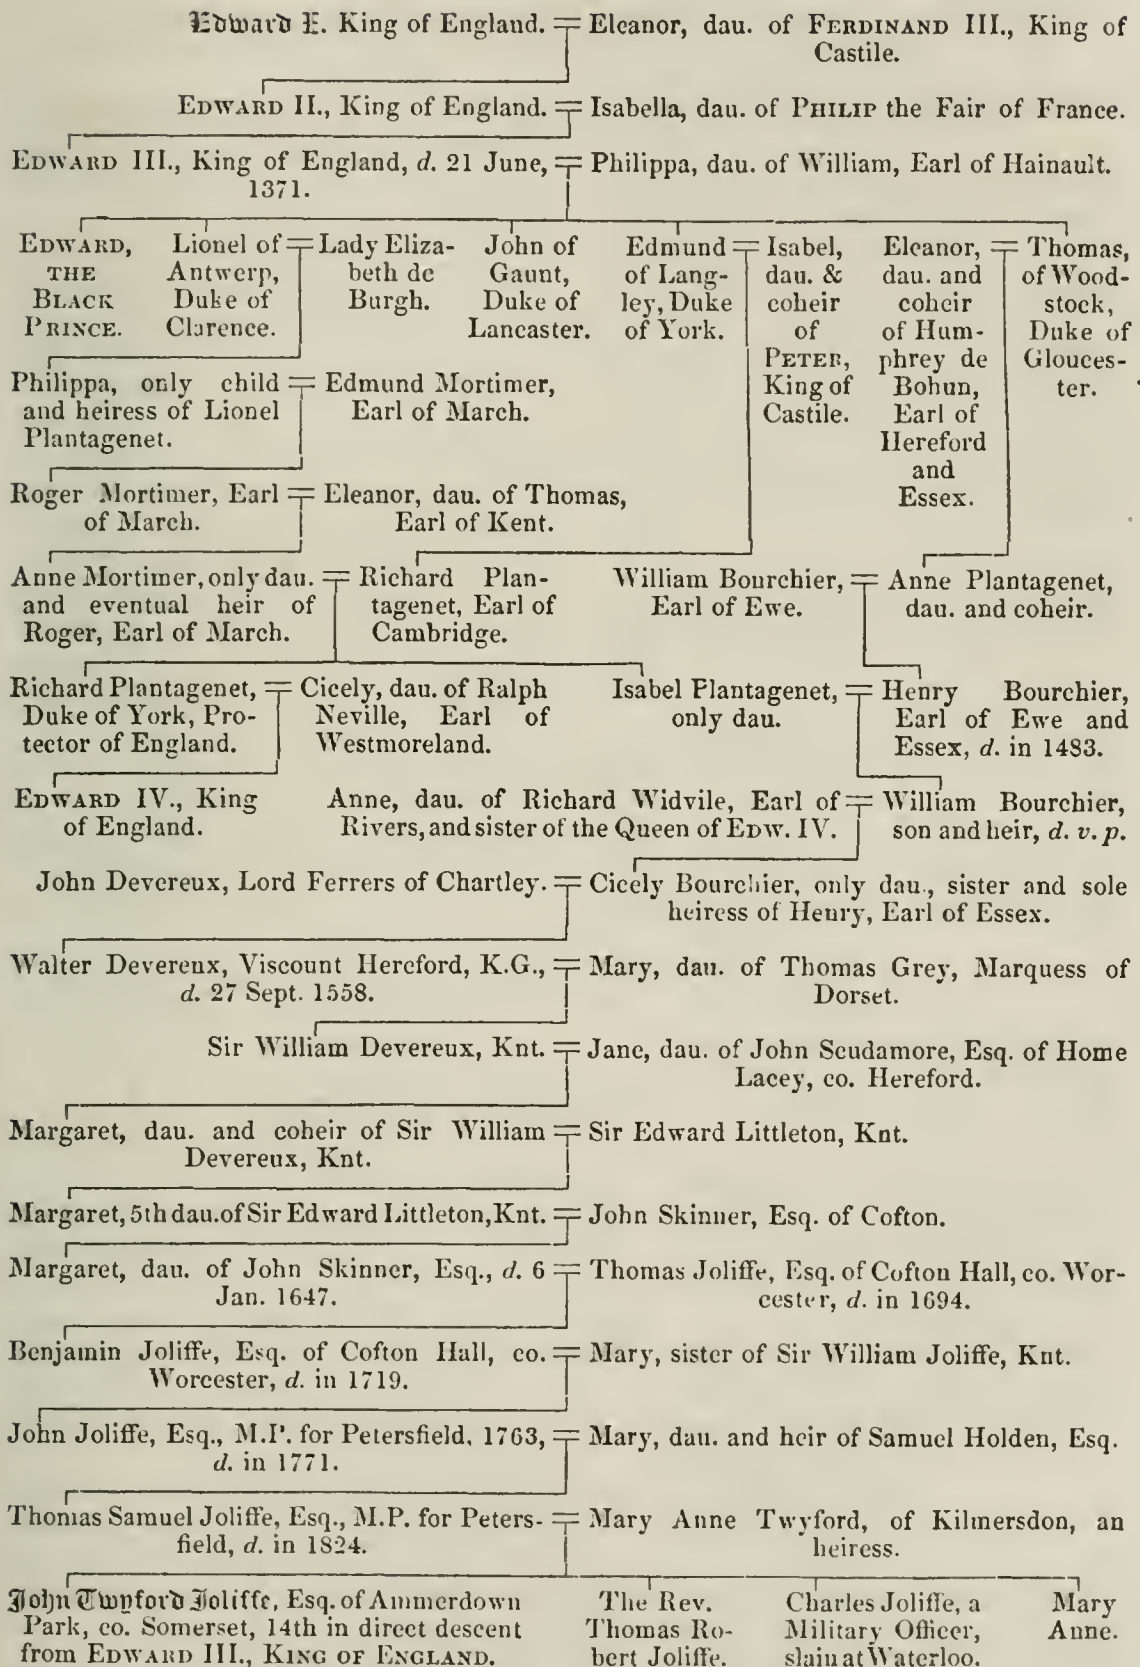 Edward I. King of England. = Eleanor, dau. of FERDINAND III., King of
Castile.
EDWARD II., King of England. = Isabella, dau. of PHILIP the Fair of France.
EDWARD III., King of England, d. 21 June, = Philippa, dau. of William, Earl of Hainault.
1371.
EDWARD,
THE
BLACK
PRINCE.
Lionel of =
Antwerp,
Duke of
Clarence.
Lady Eliza-
beth de
Burgh.
John of
Gaunt,
Duke of
Lancaster.
Edmund =
of Lang-
ley, Duke
of York.
Isabel,
dau. &
coheir
of
PETER,
King of
Castile.
Eleanor, =
dau. and
coheir
of Hum-
phrey de
Bohun,
Earl of
Hereford
and
Essex.
Thomas,
of Wood-
stock,
Duke of
Glouces-
ter.
Philippa, only child =
and heiress of Lionel
Plantagenet.
Edmund Mortimer,
Earl of March.
Roger Mortimer, Earl =
of March.
Eleanor, dau. of Thomas,
Earl of Kent.
Anne Mortimer, only dau. =
and eventual heir of
Roger, Earl of March.
Richard Plan-
tagenet, Earl of
Cambridge.
William Bourchier, =
Earl of Ewe.
Anne Plantagenet,
dau. and coheir.
Richard Plantagenet, =
Duke of York, Pro-
tector of England.
Cicely, dau. of Ralph
Neville, Earl of
Westmoreland.
Isabel Plantagenet, =
only dau.
Henry Bourchier,
Earl of Ewe and
Essex, d. in 1483.
EDWARD IV., King
of England.
Anne, dau. of Richard Widvile, Earl of =
Rivers, and sister of the Queen of EDW. IV.
William Bourchier,
son and heir, d. v. p.
John Devereux, Lord Ferrers of Chartley. = Cicely Bourchier, only dau., sister and sole
heiress of Henry, Earl of Essex.
Walter Devereux, Viscount Hereford, K.G., =
d. 27 Sept. 1558.
Mary, dau. of Thomas Grey, Marquess of
Dorset.
Sir William Devereux, Knt. = Jane, dau. of John Scudamore, Esq. of Home
Lacey, co. Hereford.
Margaret, dau. and coheir of Sir William =
Devereux, Knt.
Sir Edward Littleton, Knt.
Margaret, 5th dau. of Sir Edward Littleton, Knt. = John Skinner, Esq. of Cofton.
Margaret, dau. of John Skinner, Esq., d. 6 =
Jan. 1647.
Thomas Joliffe, Esq. of Cofton Hall, co. Wor-
cester, d. in 1694.
Benjamin Joliffe, Esq. of Cofton Hall, co. =
Worcester, d. in 1719.
Mary, sister of Sir William Joliffe, Knt.
John Joliffe, Esq., M.P. for Petersfield, 1763, =
d. in 1771.
Mary, dau. and heir of Samuel Holden, Esq.
Thomas Samuel Joliffe, Esq., M.P. for Peters- =
field, d. in 1824.
Mary Anne Twyford, of Kilmersdon, an
heiress.
John Twyford Joliffe, Esq. of Ammerdown
Park, co. Somerset, 14th in direct descent
from EDWARD III., KING OF ENGLAND.
The Rev.
Thomas Ro-
bert Joliffe.
Charles Joliffe, a
Military Officer,
slain at Waterloo.
Mary
Anne.